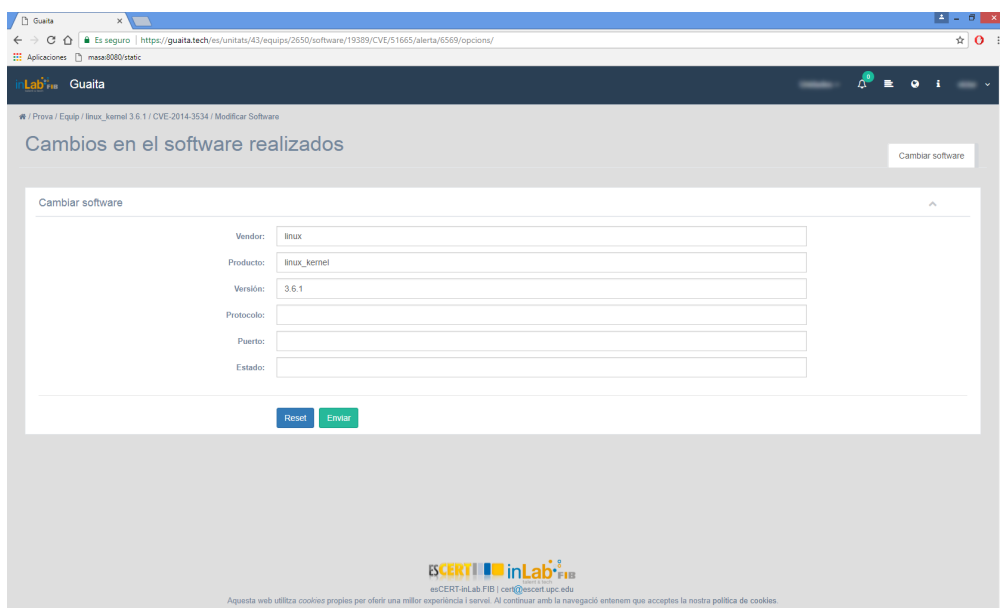 Guaita
Es seguro | https://guaita.tech/es/unitats/43/equips/2650/software/19389/CVE/51665/alerta/6569/opcions/
Aplicaciones masai8080/static
inLab FIB Guaita 0 i
/ Prova / Equip / linux_kernel 3.6.1 / CVE-2014-3534 / Modificar Software
Cambios en el software realizados
Cambiar software
Cambiar software
Vendor: linux
Producto: linux_kernel
Versión: 3.6.1
Protocolo:
Puerto:
Estado:
Reset Enviar
esCERT inLab FIB
esCERT-inLab.FIB | cert@escert.upc.edu
Aquesta web utilitza cookies propies per oferir una millor experiència i servei. Al continuar amb la navegació entenem que acceptes la nostra política de cookies.